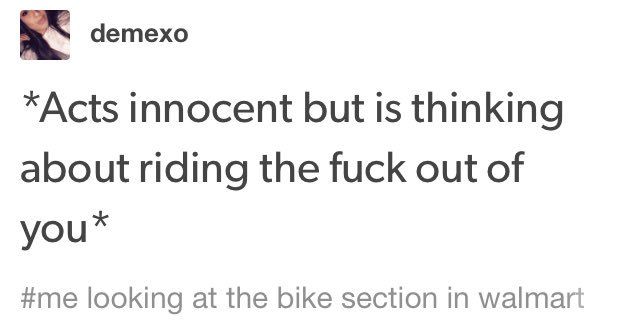 demexo
*Acts innocent but is thinking
about riding the fuck out of
you*
#me looking at the bike section in walmart